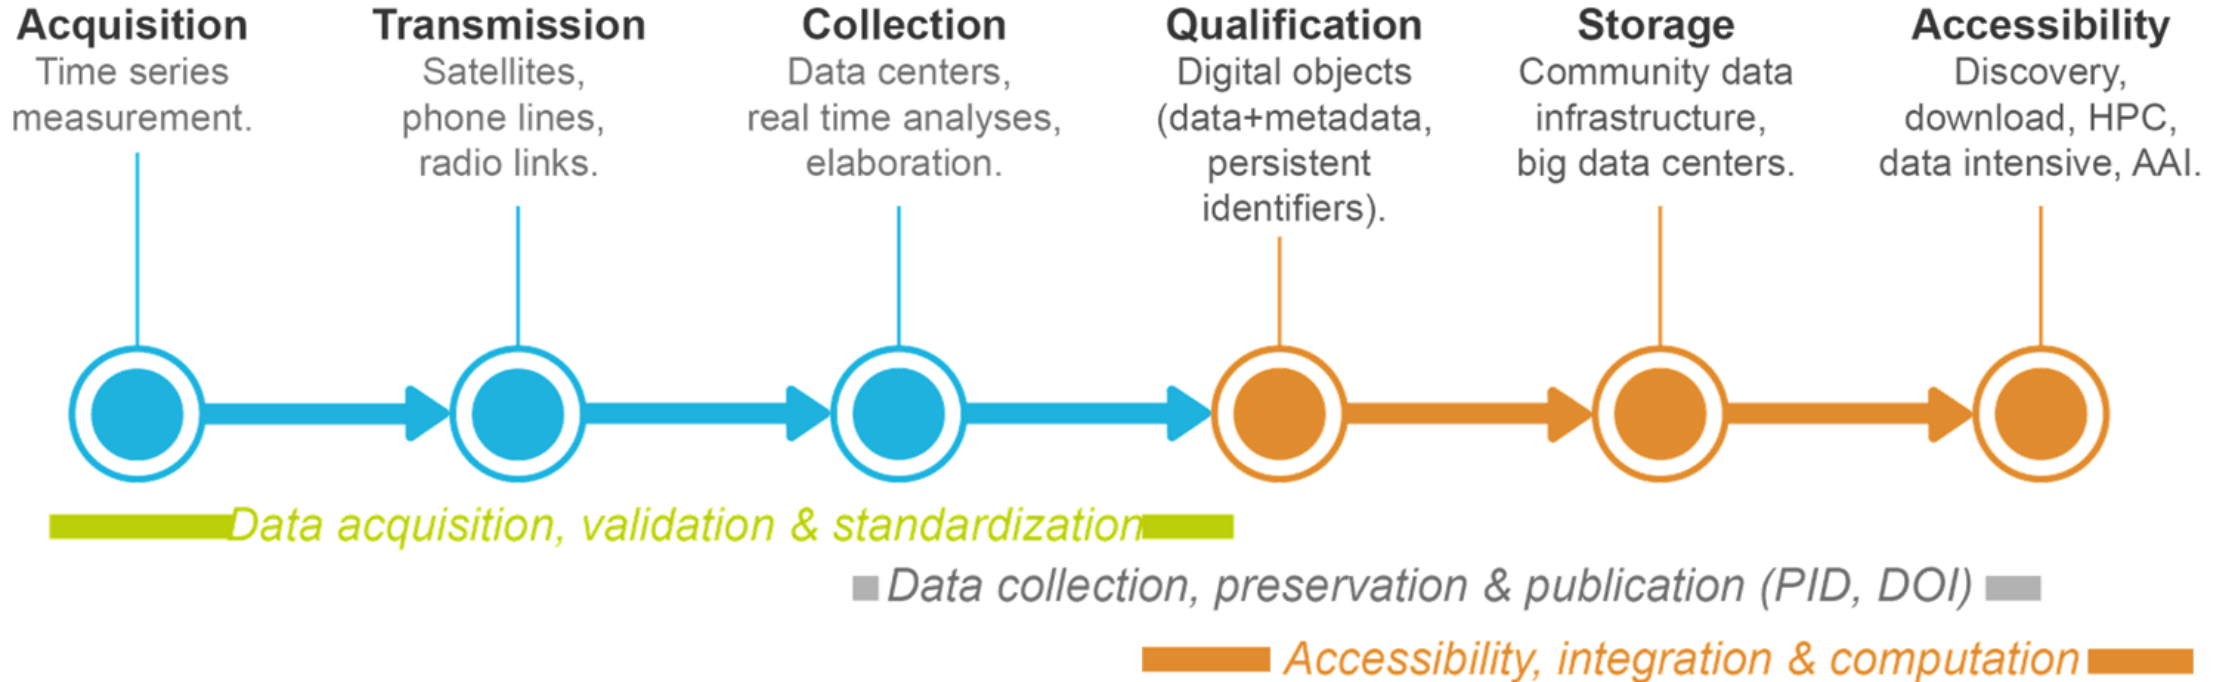 Acquisition
Time series
measurement.
Transmission
Satellites,
phone lines,
radio links.
Collection
Data centers,
real time analyses,
elaboration.
Qualification
Digital objects
(data+metadata,
persistent
identifiers).
Storage
Community data
infrastructure,
big data centers.
Accessibility
Discovery,
download, HPC,
data intensive, AAI.
Data acquisition, validation & standardization
Data collection, preservation & publication (PID, DOI)
Accessibility, integration & computation